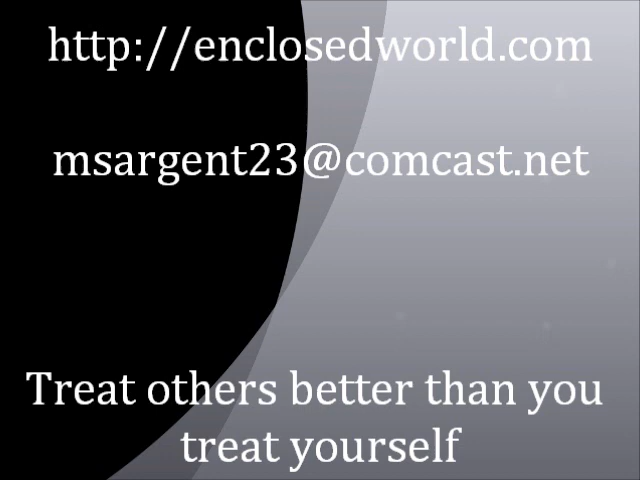 http://enclosedworld.com
msargent23@comcast.net
Treat others better than you
treat yourself